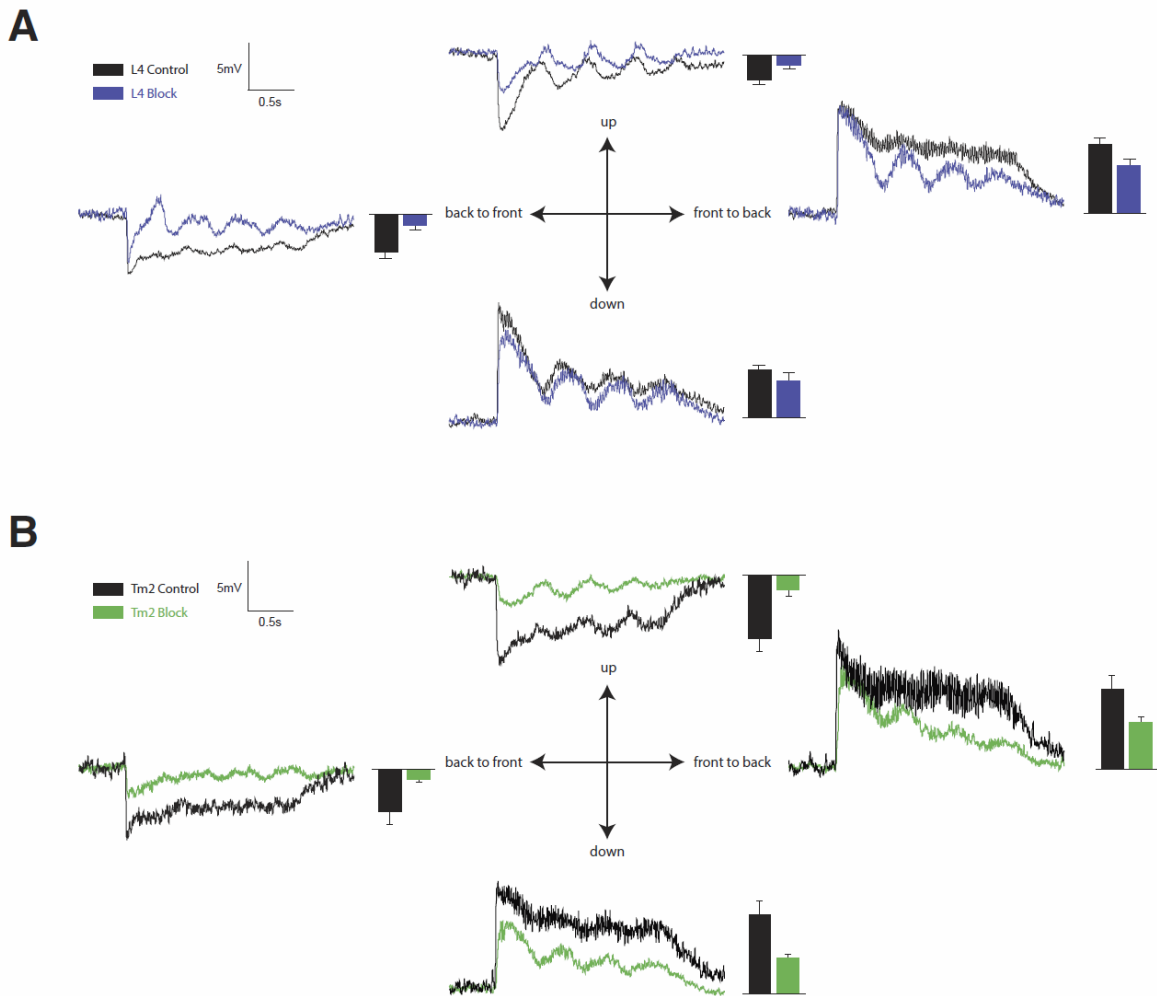 A
L4 Control
L4 Block
5mV
0.5s
up
back to front
front to back
down
B
Tm2 Control
Tm2 Block
5mV
0.5s
up
back to front
front to back
down